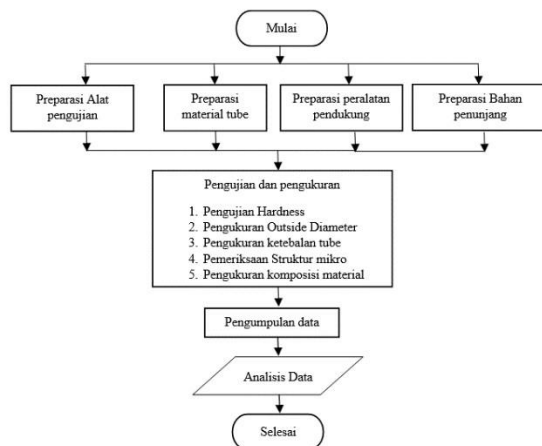 Mulai
Preparasi Alat
pengujian
Preparasi
material tube
Preparasi peralatan
pendukung
Preparasi Bahan
penunjang
Pengujian dan pengukuran
1. Pengujian Hardness
2. Pengukuran Outside Diameter
3. Pengukuran ketebalan tube
4. Pemeriksaan Struktur mikro
5. Pengukuran komposisi material
Pengumpulan data
Analisis Data
Selesai